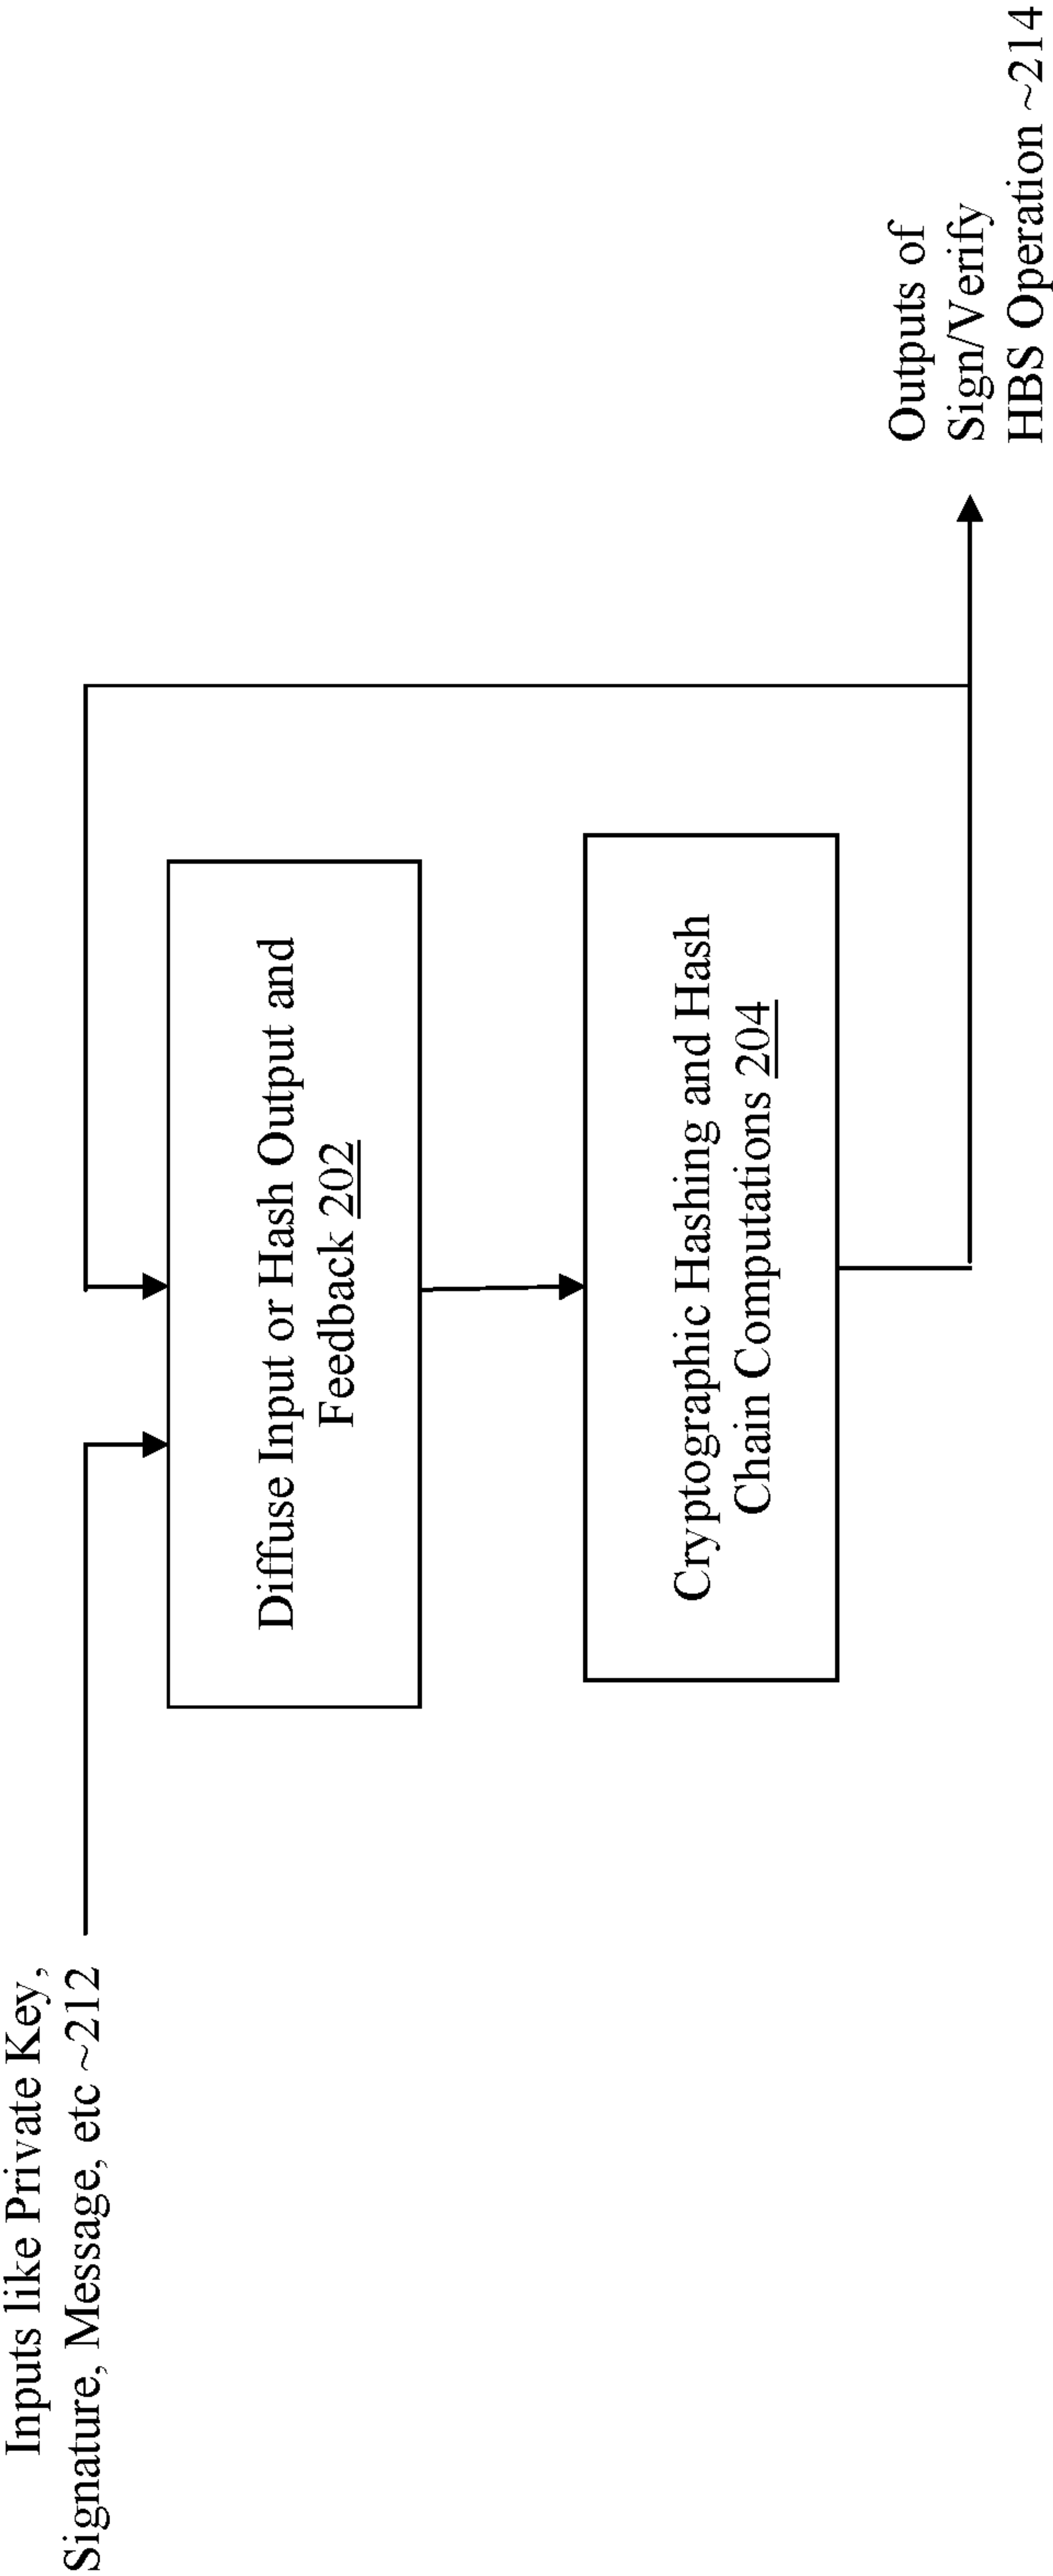 Inputs like Private Key,
Signature, Message, etc ~212
Diffuse Input or Hash Output and
Feedback 202
Cryptographic Hashing and Hash
Chain Computations 204
Outputs of
Sign/Verify
HBS Operation ~214